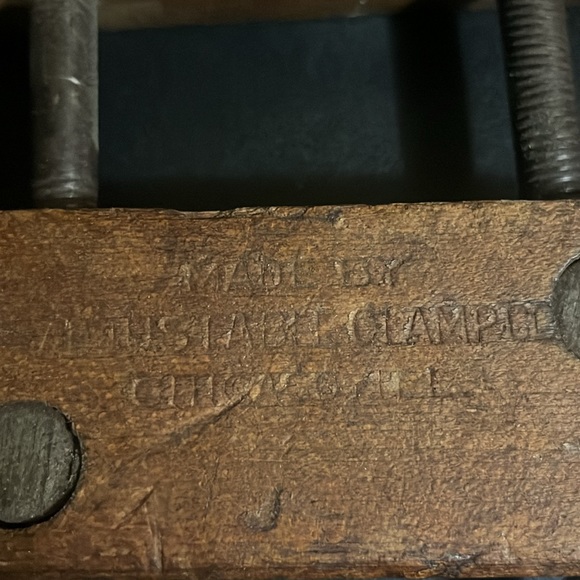 MADE BY
ADJUSTABLE CLAMP CO
CHICAGO, ILL.
J